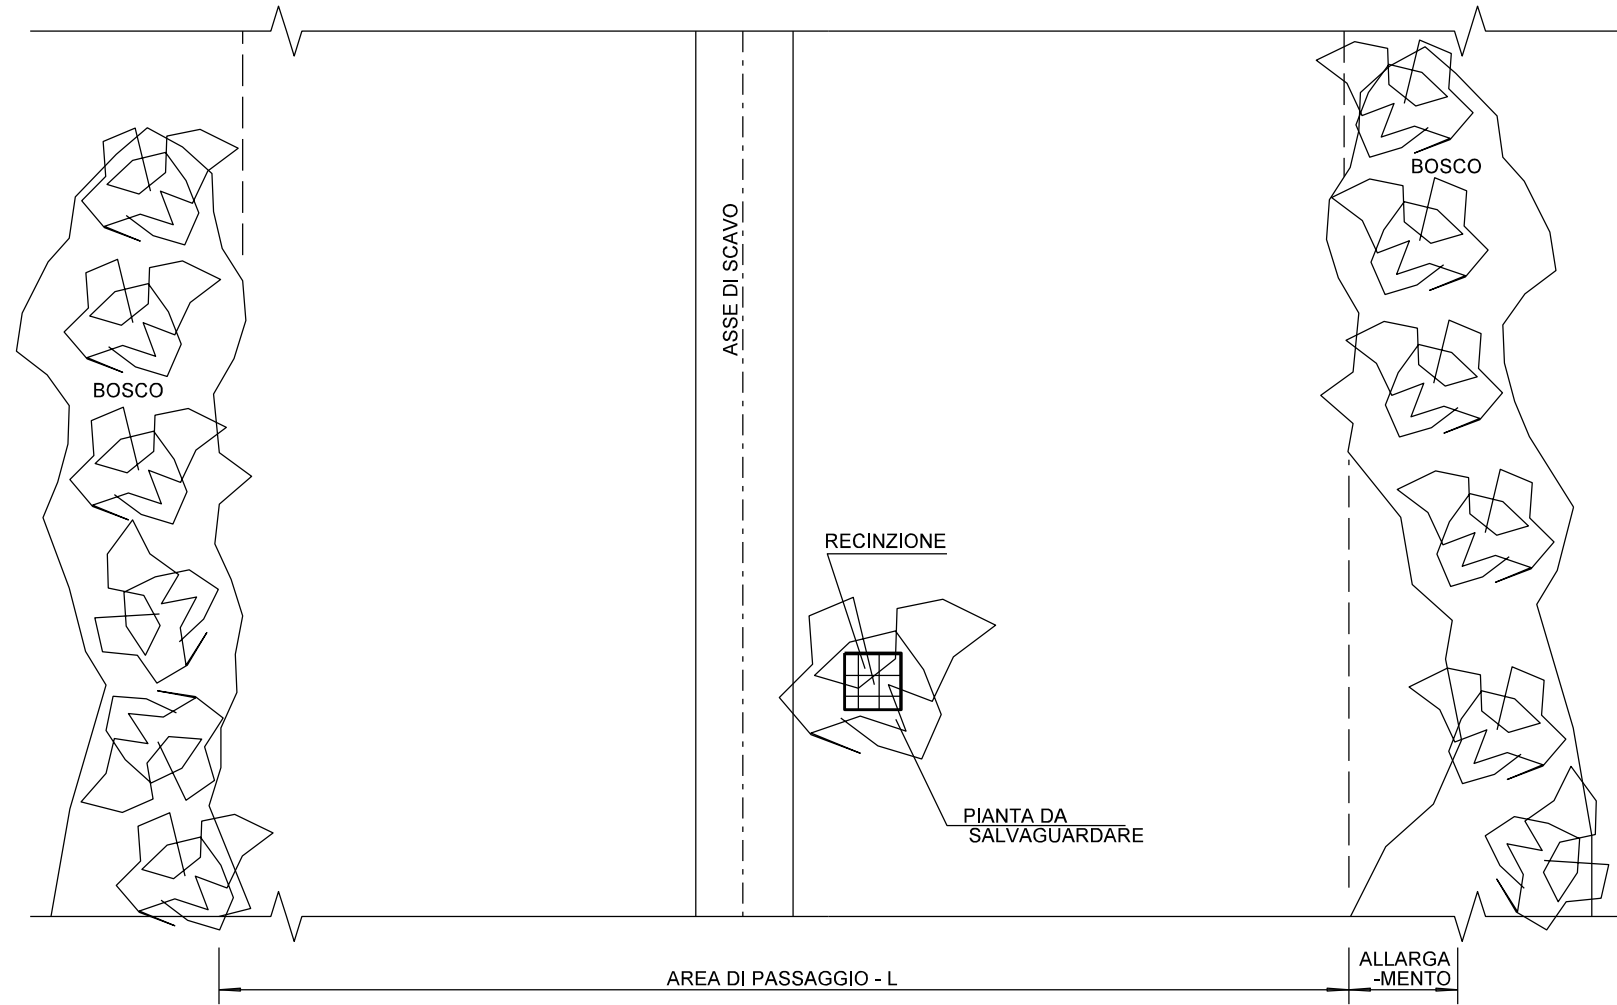 BOSCO
ASSE DI SCAVO
BOSCO
RECINZIONE
PIANTA DA
SALVAGUARDARE
AREA DI PASSAGGIO - L
ALLARGA
-MENTO